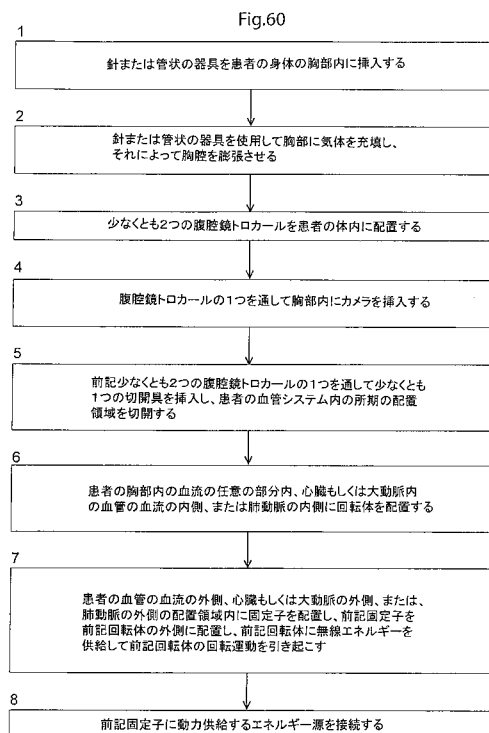 Fig.60
1
針または管状の器具を患者の身体の胸部内に挿入する
2
針または管状の器具を使用して胸部に気体を充填し、
それによって胸腔を膨張させる
3
少なくとも2つの腹腔鏡トロカールを患者の体内に配置する
4
腹腔鏡トロカールの1つを通して胸部内にカメラを挿入する
5
前記少なくとも2つの腹腔鏡トロカールの1つを通して少なくとも
1つの切開具を挿入し、患者の血管システム内の所期の配置
領域を切開する
6
患者の胸部内の血流の任意の部分内、心臓もしくは大動脈内
の血管の血流の内側、または肺動脈の内側に回転体を配置する
7
患者の血管の血流の外側、心臓もしくは大動脈の外側、または、
肺動脈の外側の配置領域内に固定子を配置し、前記固定子を
前記回転体の外側に配置し、前記回転体に無線エネルギーを
供給して前記回転体の回転運動を引き起こす
8
前記固定子に動力供給するエネルギー源を接続する